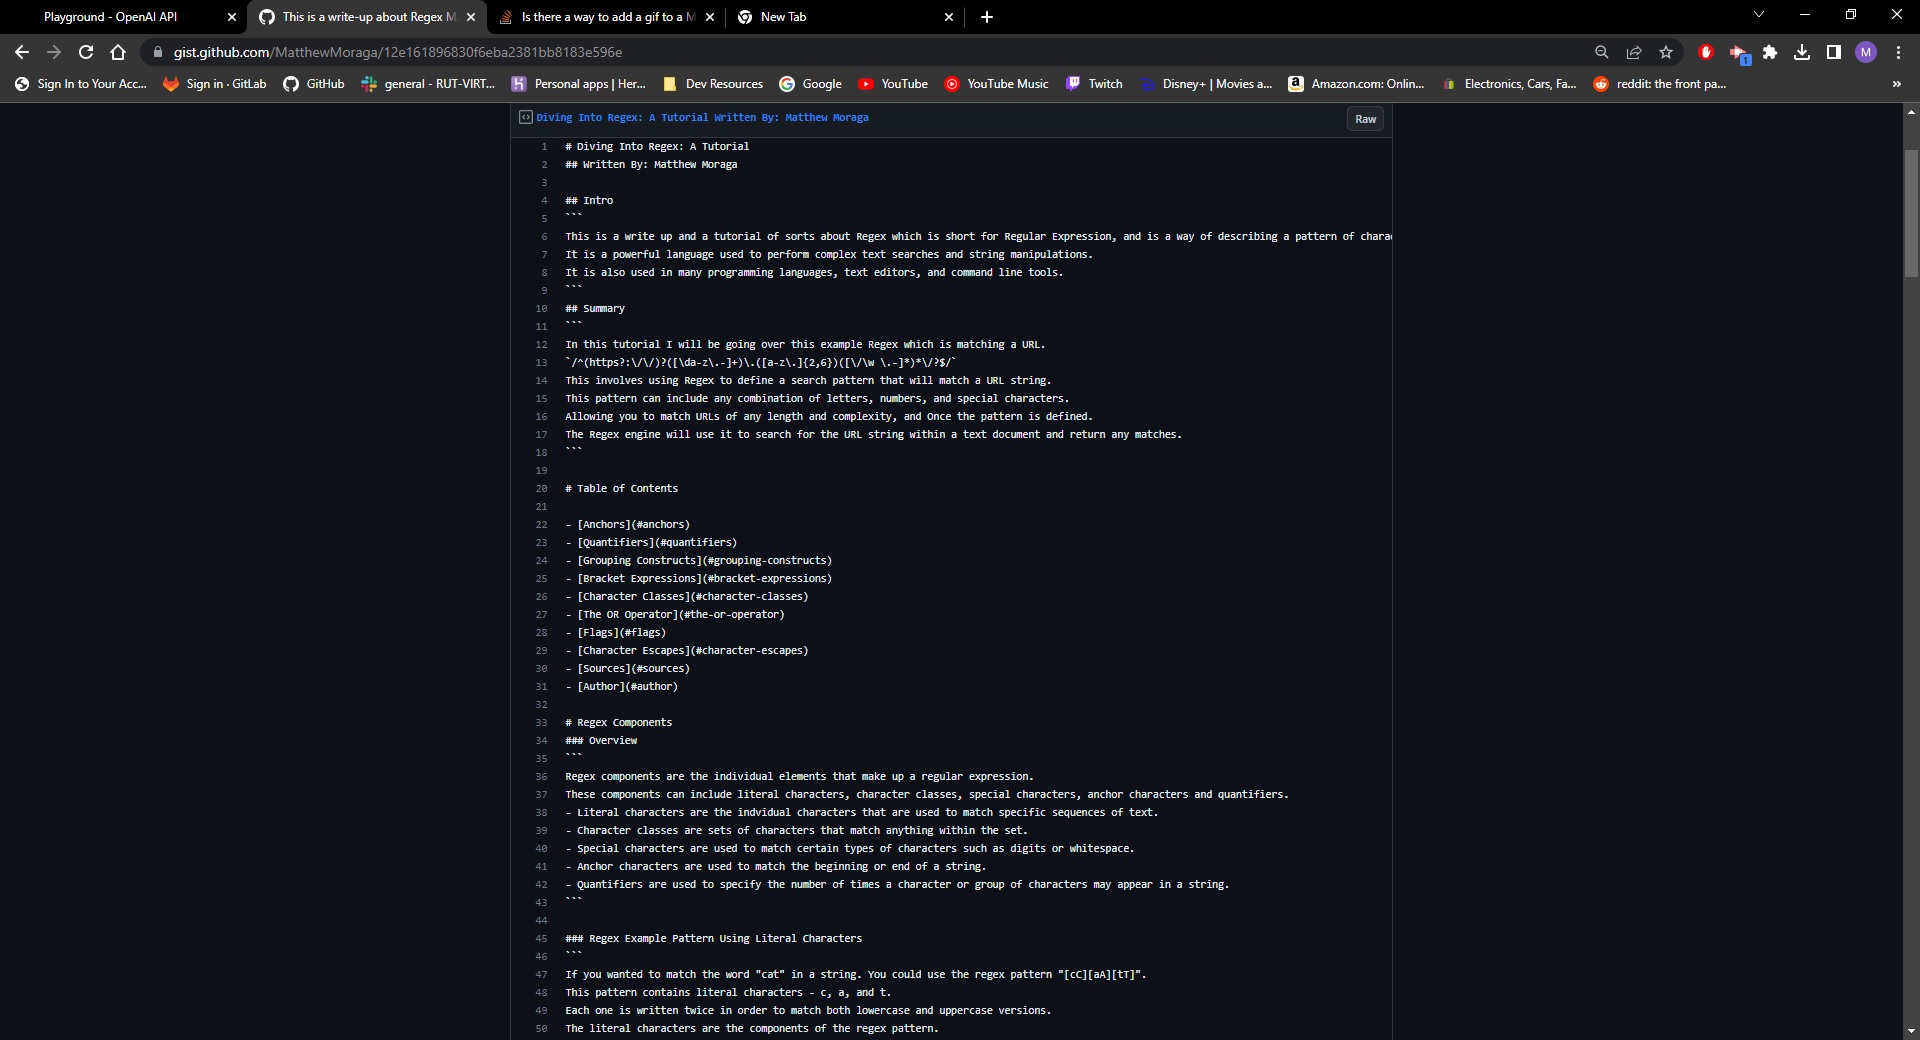 Playground - OpenAI API
This is a write-up about Regex M
Is there a way to add a gif to a M
New Tab
gist.github.com/MatthewMoraga/12e161896830f6eba2381bb8183e596e
1
M
Sign In to Your Acc...
Sign in · GitLab
GitHub
general - RUT-VIRT...
Personal apps | Her...
Dev Resources
Google
YouTube
YouTube Music
Twitch
Disney+ | Movies a...
Amazon.com: Onlin...
Electronics, Cars, Fa...
reddit: the front pa...
»
Diving Into Regex: A Tutorial Written By: Matthew Moraga
Raw
1 # Diving Into Regex: A Tutorial
2 ## Written By: Matthew Moraga
3
4 ## Intro
5 ```
6 This is a write up and a tutorial of sorts about Regex which is short for Regular Expression, and is a way of describing a pattern of chara
7 It is a powerful language used to perform complex text searches and string manipulations.
8 It is also used in many programming languages, text editors, and command line tools.
9 ```
10 ## Summary
11 ```
12 In this tutorial I will be going over this example Regex which is matching a URL.
13 `/^(https?:\/\/)?([\da-z\.-]+)\.([a-z\.]{2,6})([\/\w \.-]*)*\/?$/`
14 This involves using Regex to define a search pattern that will match a URL string.
15 This pattern can include any combination of letters, numbers, and special characters.
16 Allowing you to match URLs of any length and complexity, and Once the pattern is defined.
17 The Regex engine will use it to search for the URL string within a text document and return any matches.
18 ```
19
20 # Table of Contents
21
22 - [Anchors](#anchors)
23 - [Quantifiers](#quantifiers)
24 - [Grouping Constructs](#grouping-constructs)
25 - [Bracket Expressions](#bracket-expressions)
26 - [Character Classes](#character-classes)
27 - [The OR Operator](#the-or-operator)
28 - [Flags](#flags)
29 - [Character Escapes](#character-escapes)
30 - [Sources](#sources)
31 - [Author](#author)
32
33 # Regex Components
34 ### Overview
35 ```
36 Regex components are the individual elements that make up a regular expression.
37 These components can include literal characters, character classes, special characters, anchor characters and quantifiers.
38 - Literal characters are the indvidual characters that are used to match specific sequences of text.
39 - Character classes are sets of characters that match anything within the set.
40 - Special characters are used to match certain types of characters such as digits or whitespace.
41 - Anchor characters are used to match the beginning or end of a string.
42 - Quantifiers are used to specify the number of times a character or group of characters may appear in a string.
43 ```
44
45 ### Regex Example Pattern Using Literal Characters
46 ```
47 If you wanted to match the word "cat" in a string. You could use the regex pattern "[cC][aA][tT]".
48 This pattern contains literal characters - c, a, and t.
49 Each one is written twice in order to match both lowercase and uppercase versions.
50 The literal characters are the components of the regex pattern.